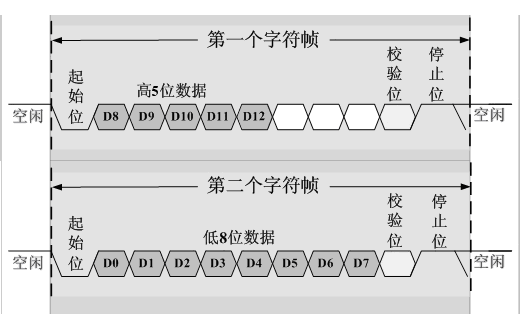 第一个字符帧
起始位
高5位数据
校验位
停止位
空闲 D8 D9 D10 D11 D12 空闲
第二个字符帧
起始位
低8位数据
校验位
停止位
空闲 D0 D1 D2 D3 D4 D5 D6 D7 空闲